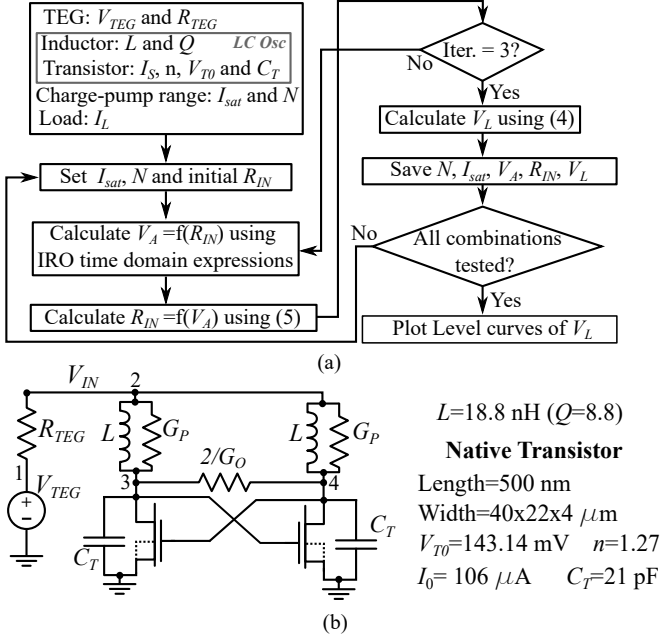 TEG: V_TEG and R_TEG
Inductor: L and Q LC Osc
Transistor: I_S, n, V_T0 and C_T
Charge-pump range: I_sat and N
Load: I_L
Set I_sat, N and initial R_IN
Calculate V_A =f(R_IN) using
IRO time domain expressions
Calculate R_IN =f(V_A) using (5)
Iter. = 3?
No
Yes
Calculate V_L using (4)
Save N, I_sat, V_A, R_IN, V_L
No
All combinations
tested?
Yes
Plot Level curves of V_L
(a)
V_IN
2
R_TEG
L
G_P
L
G_P
2/G_O
1
V_TEG
3
4
C_T
C_T
L=18.8 nH (Q=8.8)
Native Transistor
Length=500 nm
Width=40x22x4 μm
V_T0=143.14 mV n=1.27
I_0= 106 μA C_T=21 pF
(b)